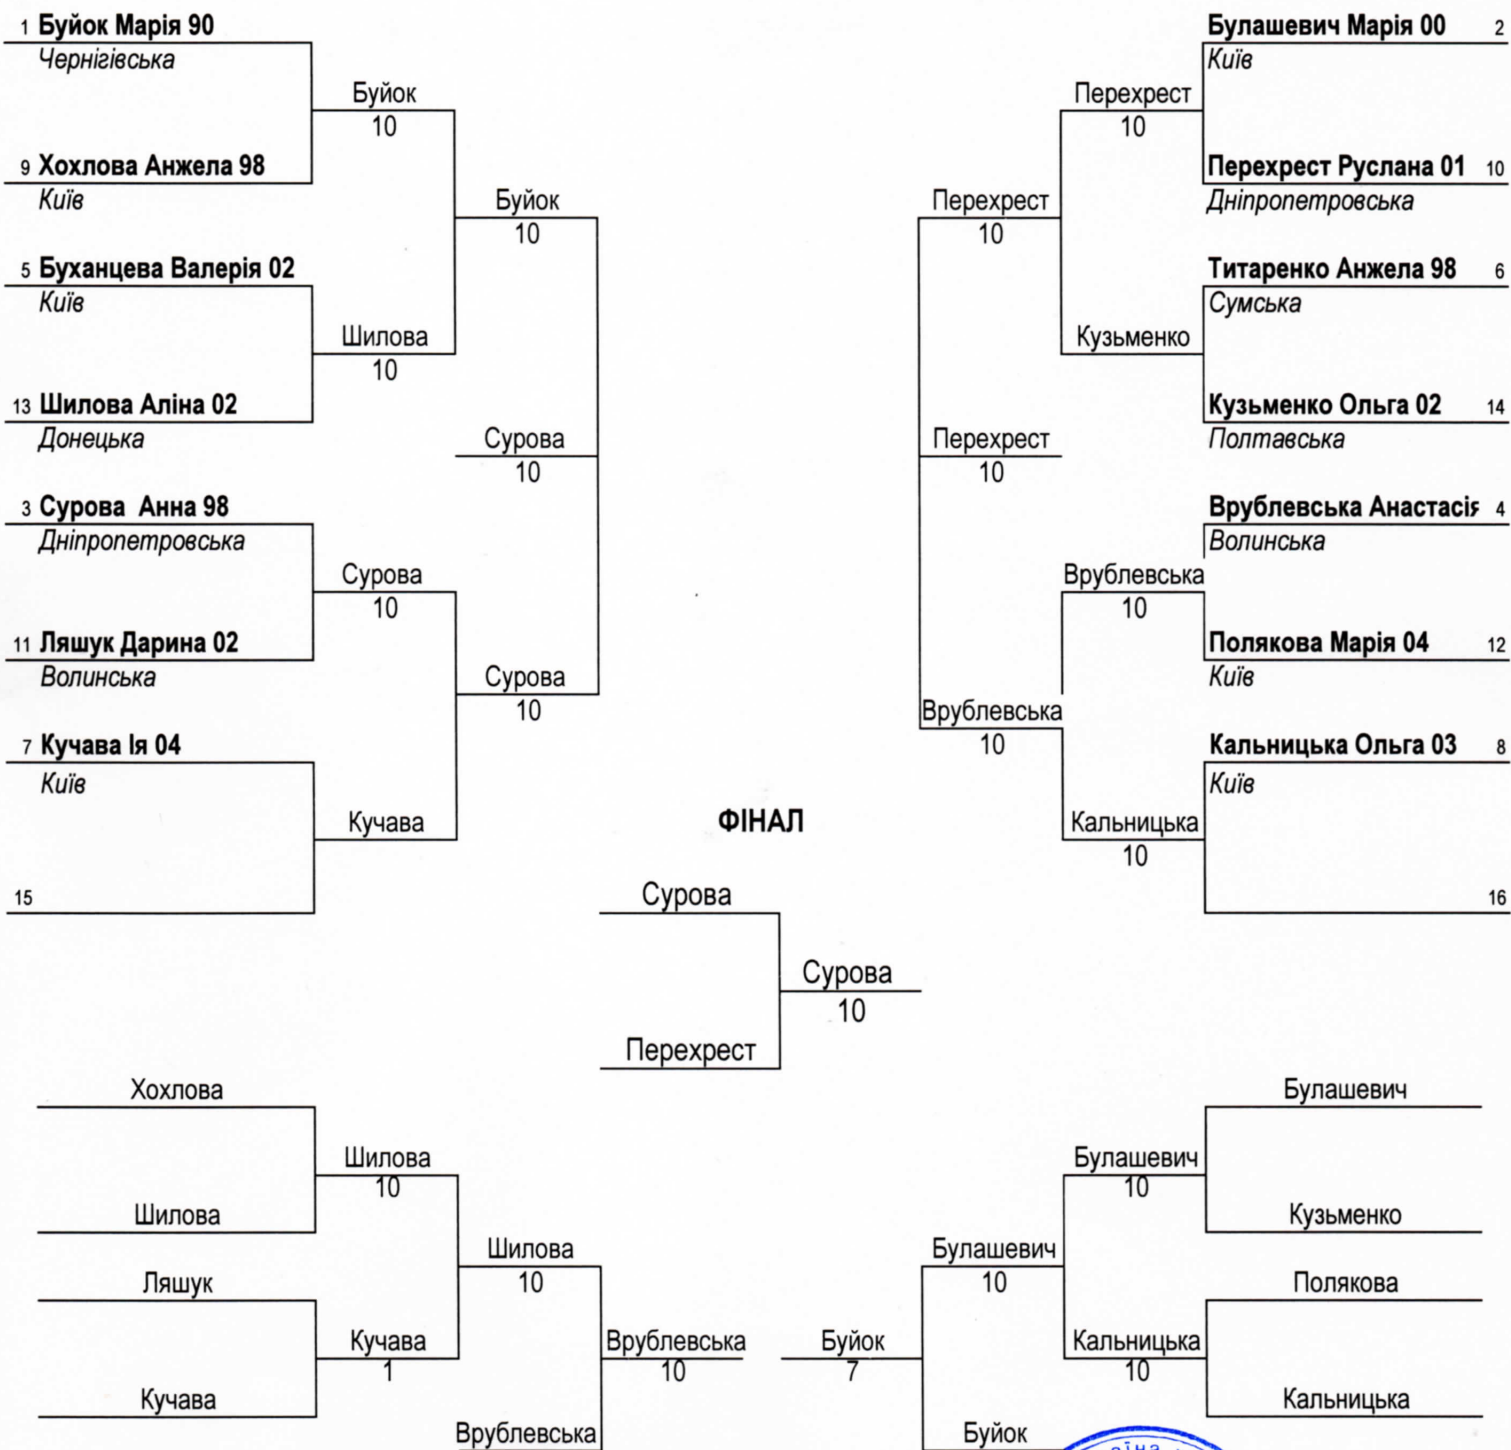 1 Буйок Марія 90
Чернігівська
Буйок
10
9 Хохлова Анжела 98
Київ
Буйок
10
5 Буханцева Валерія 02
Київ
Шилова
10
13 Шилова Аліна 02
Донецька
Сурова
10
3 Сурова Анна 98
Дніпропетровська
Сурова
10
11 Ляшук Дарина 02
Волинська
Сурова
10
7 Кучава Ія 04
Київ
Кучава
15
Булашевич Марія 00 2
Київ
Перехрест
10
Перехрест Руслана 01 10
Дніпропетровська
Перехрест
10
Титаренко Анжела 98 6
Сумська
Кузьменко
Кузьменко Ольга 02 14
Полтавська
Перехрест
10
Врублевська Анастасія 4
Волинська
Врублевська
10
Полякова Марія 04 12
Київ
Врублевська
10
Кальницька Ольга 03 8
Київ
Кальницька
10
16
ФІНАЛ
Сурова
Сурова
10
Перехрест
Хохлова
Шилова
10
Шилова
Шилова
10
Ляшук
Кучава
1
Кучава
Врублевська
10
Врублевська
Булашевич
Булашевич
10
Кузьменко
Булашевич
10
Полякова
Кальницька
10
Кальницька
Буйок
7
Буйок